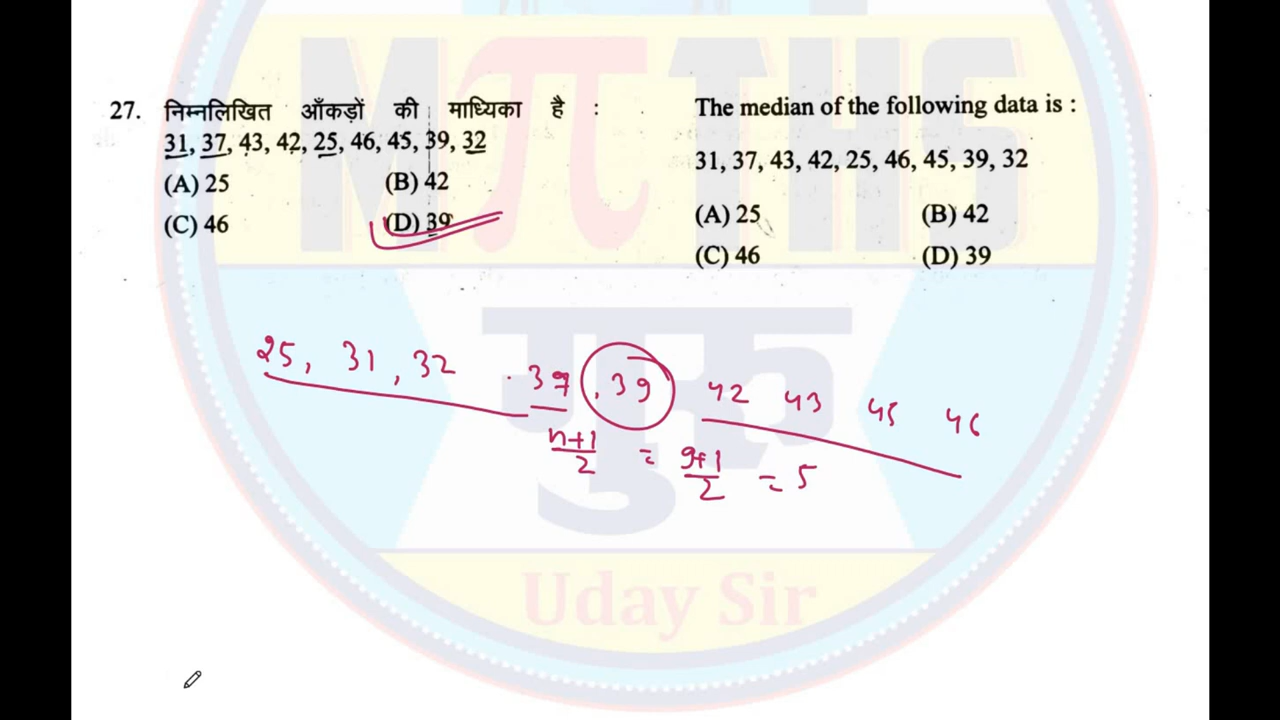 MπTHS
27. निम्नलिखित आँकड़ों की माध्यिका है :
31, 37, 43, 42, 25, 46, 45, 39, 32
(A) 25 (B) 42
(C) 46 (D) 39
The median of the following data is :
31, 37, 43, 42, 25, 46, 45, 39, 32
(A) 25 (B) 42
(C) 46 (D) 39
गुरु
25, 31, 32 37, 39 42 43 45 46
n+1/2 = 9+1/2 = 5
Uday Sir